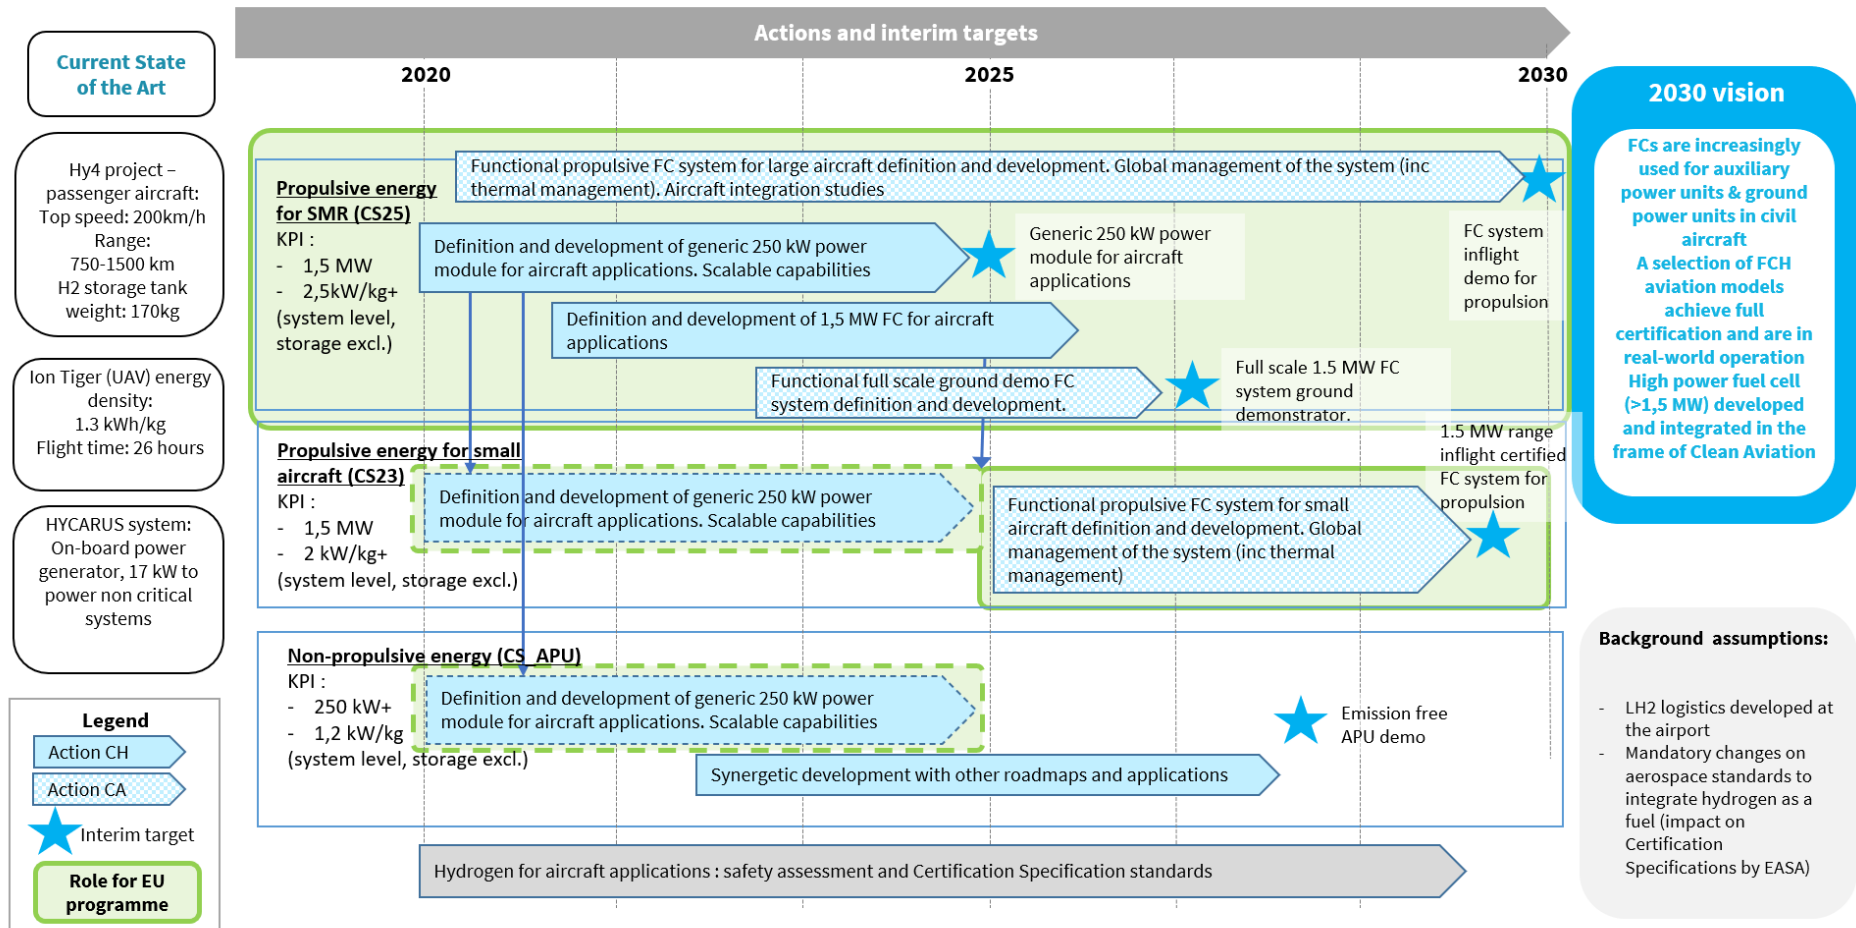 Actions and interim targets
2020
2025
2030
Current State
of the Art
Hy4 project –
passenger aircraft:
Top speed: 200km/h
Range:
750-1500 km
H2 storage tank
weight: 170kg
Ion Tiger (UAV) energy
density:
1.3 kWh/kg
Flight time: 26 hours
HYCARUS system:
On-board power
generator, 17 kW to
power non critical
systems
Legend
Action CH
Action CA
Interim target
Role for EU
programme
Propulsive energy
for SMR (CS25)
KPI :
- 1,5 MW
- 2,5kW/kg+
(system level,
storage excl.)
Functional propulsive FC system for large aircraft definition and development. Global management of the system (inc
thermal management). Aircraft integration studies
Definition and development of generic 250 kW power
module for aircraft applications. Scalable capabilities
Generic 250 kW power
module for aircraft
applications
FC system
inflight
demo for
propulsion
Definition and development of 1,5 MW FC for aircraft
applications
Functional full scale ground demo FC
system definition and development.
Full scale 1.5 MW FC
system ground
demonstrator.
Propulsive energy for small
aircraft (CS23)
KPI :
- 1,5 MW
- 2 kW/kg+
(system level, storage excl.)
Definition and development of generic 250 kW power
module for aircraft applications. Scalable capabilities
Functional propulsive FC system for small
aircraft definition and development. Global
management of the system (inc thermal
management)
1.5 MW range
inflight certified
FC system for
propulsion
Non-propulsive energy (CS_APU)
KPI :
- 250 kW+
- 1,2 kW/kg
(system level, storage excl.)
Definition and development of generic 250 kW power
module for aircraft applications. Scalable capabilities
Synergetic development with other roadmaps and applications
Emission free
APU demo
Hydrogen for aircraft applications : safety assessment and Certification Specification standards
2030 vision
FCs are increasingly
used for auxiliary
power units & ground
power units in civil
aircraft
A selection of FCH
aviation models
achieve full
certification and are in
real-world operation
High power fuel cell
(>1,5 MW) developed
and integrated in the
frame of Clean Aviation
Background assumptions:
- LH2 logistics developed at
the airport
- Mandatory changes on
aerospace standards to
integrate hydrogen as a
fuel (impact on
Certification
Specifications by EASA)